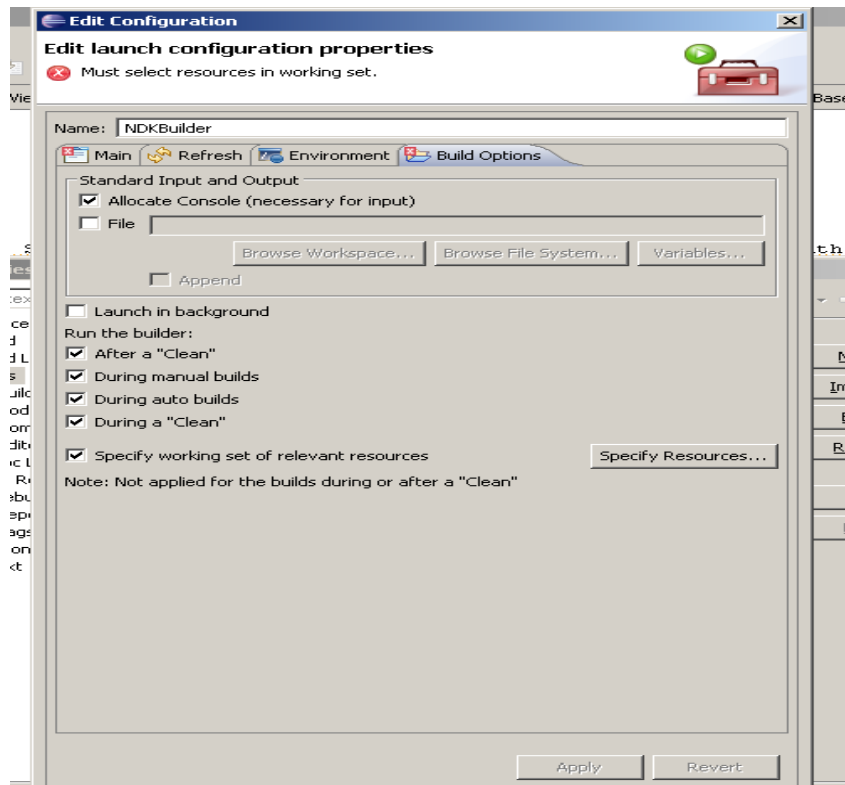 Edit Configuration
Edit launch configuration properties
Must select resources in working set.
Vie
Base
Name: NDKBuilder
Main Refresh Environment Build Options
Standard Input and Output
Allocate Console (necessary for input)
File
Browse Workspace... Browse File System... Variables...
Append
Launch in background
Run the builder:
After a "Clean"
During manual builds
During auto builds
During a "Clean"
Specify working set of relevant resources Specify Resources...
Note: Not applied for the builds during or after a "Clean"
Apply Revert